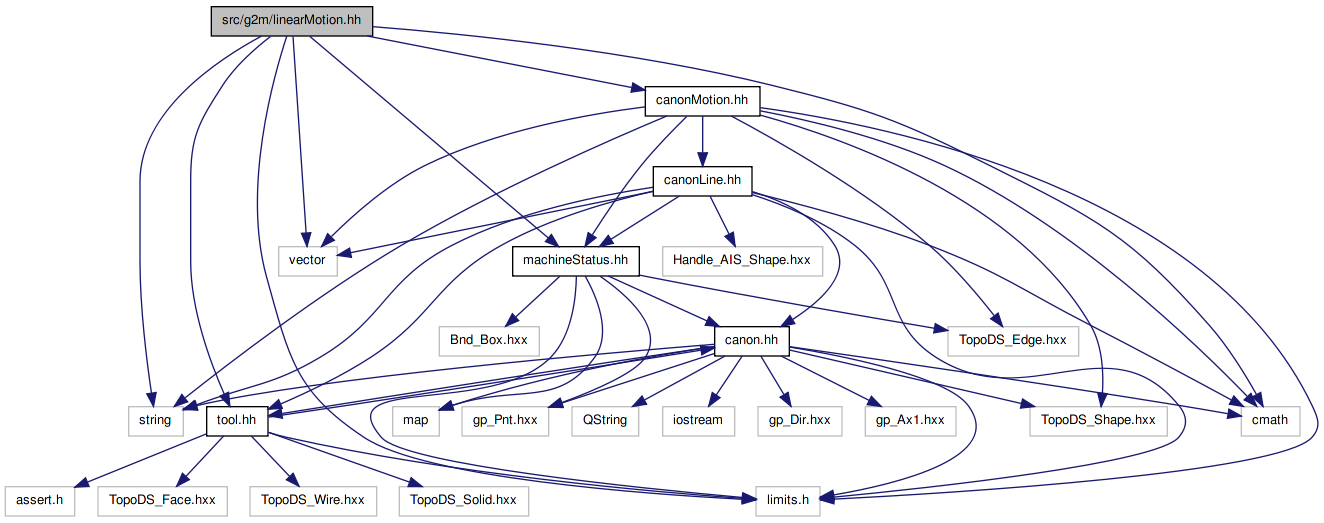 src/g2m/linearMotion.hh
canonMotion.hh
canonLine.hh
vector
machineStatus.hh
Handle_AIS_Shape.hxx
Bnd_Box.hxx
canon.hh
TopoDS_Edge.hxx
string
tool.hh
map
gp_Pnt.hxx
QString
iostream
gp_Dir.hxx
gp_Ax1.hxx
TopoDS_Shape.hxx
cmath
assert.h
TopoDS_Face.hxx
TopoDS_Wire.hxx
TopoDS_Solid.hxx
limits.h